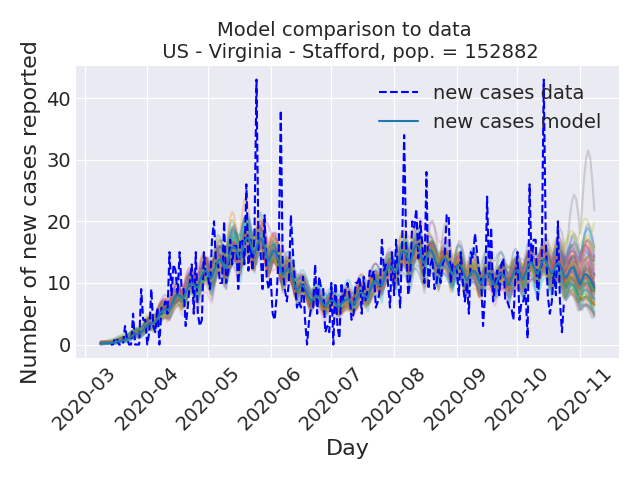 Model comparison to data
US - Virginia - Stafford, pop. = 152882
new cases data
new cases model
Number of new cases reported
40
30
20
10
0
2020-03
2020-04
2020-05
2020-06
2020-07
2020-08
2020-09
2020-10
2020-11
Day